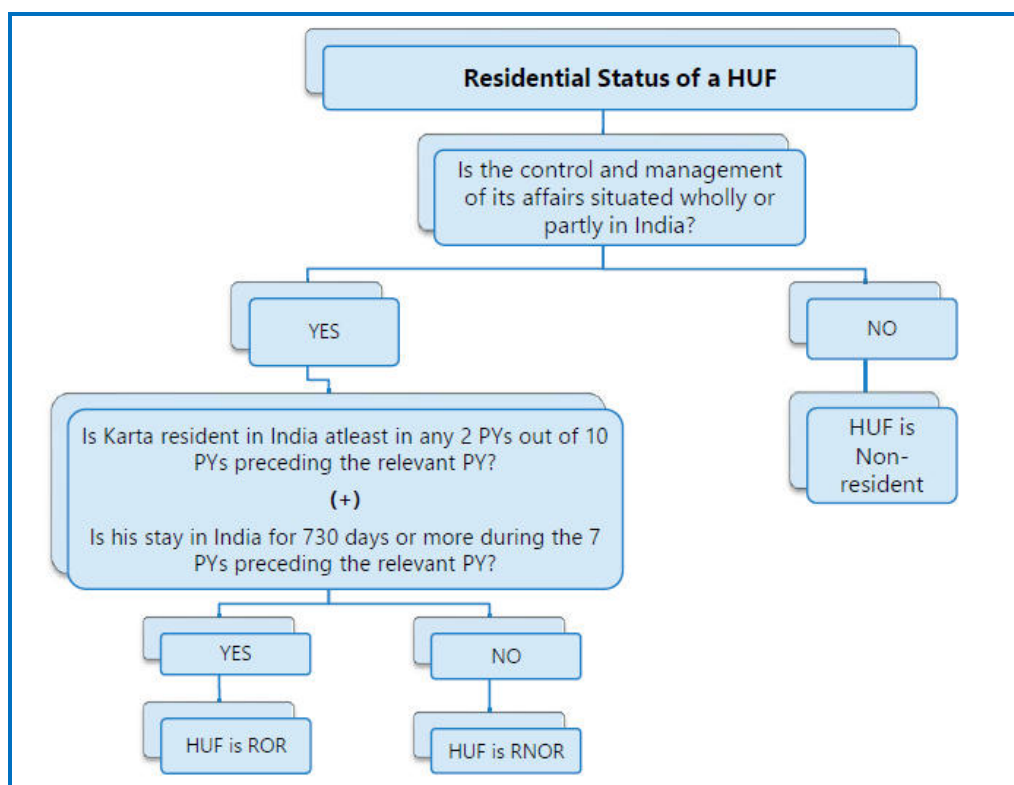 Residential Status of a HUF
Is the control and management
of its affairs situated wholly or
partly in India?
YES
NO
Is Karta resident in India atleast in any 2 PYs out of 10
PYs preceding the relevant PY?
(+)
Is his stay in India for 730 days or more during the 7
PYs preceding the relevant PY?
HUF is
Non-
resident
YES
NO
HUF is ROR
HUF is RNOR